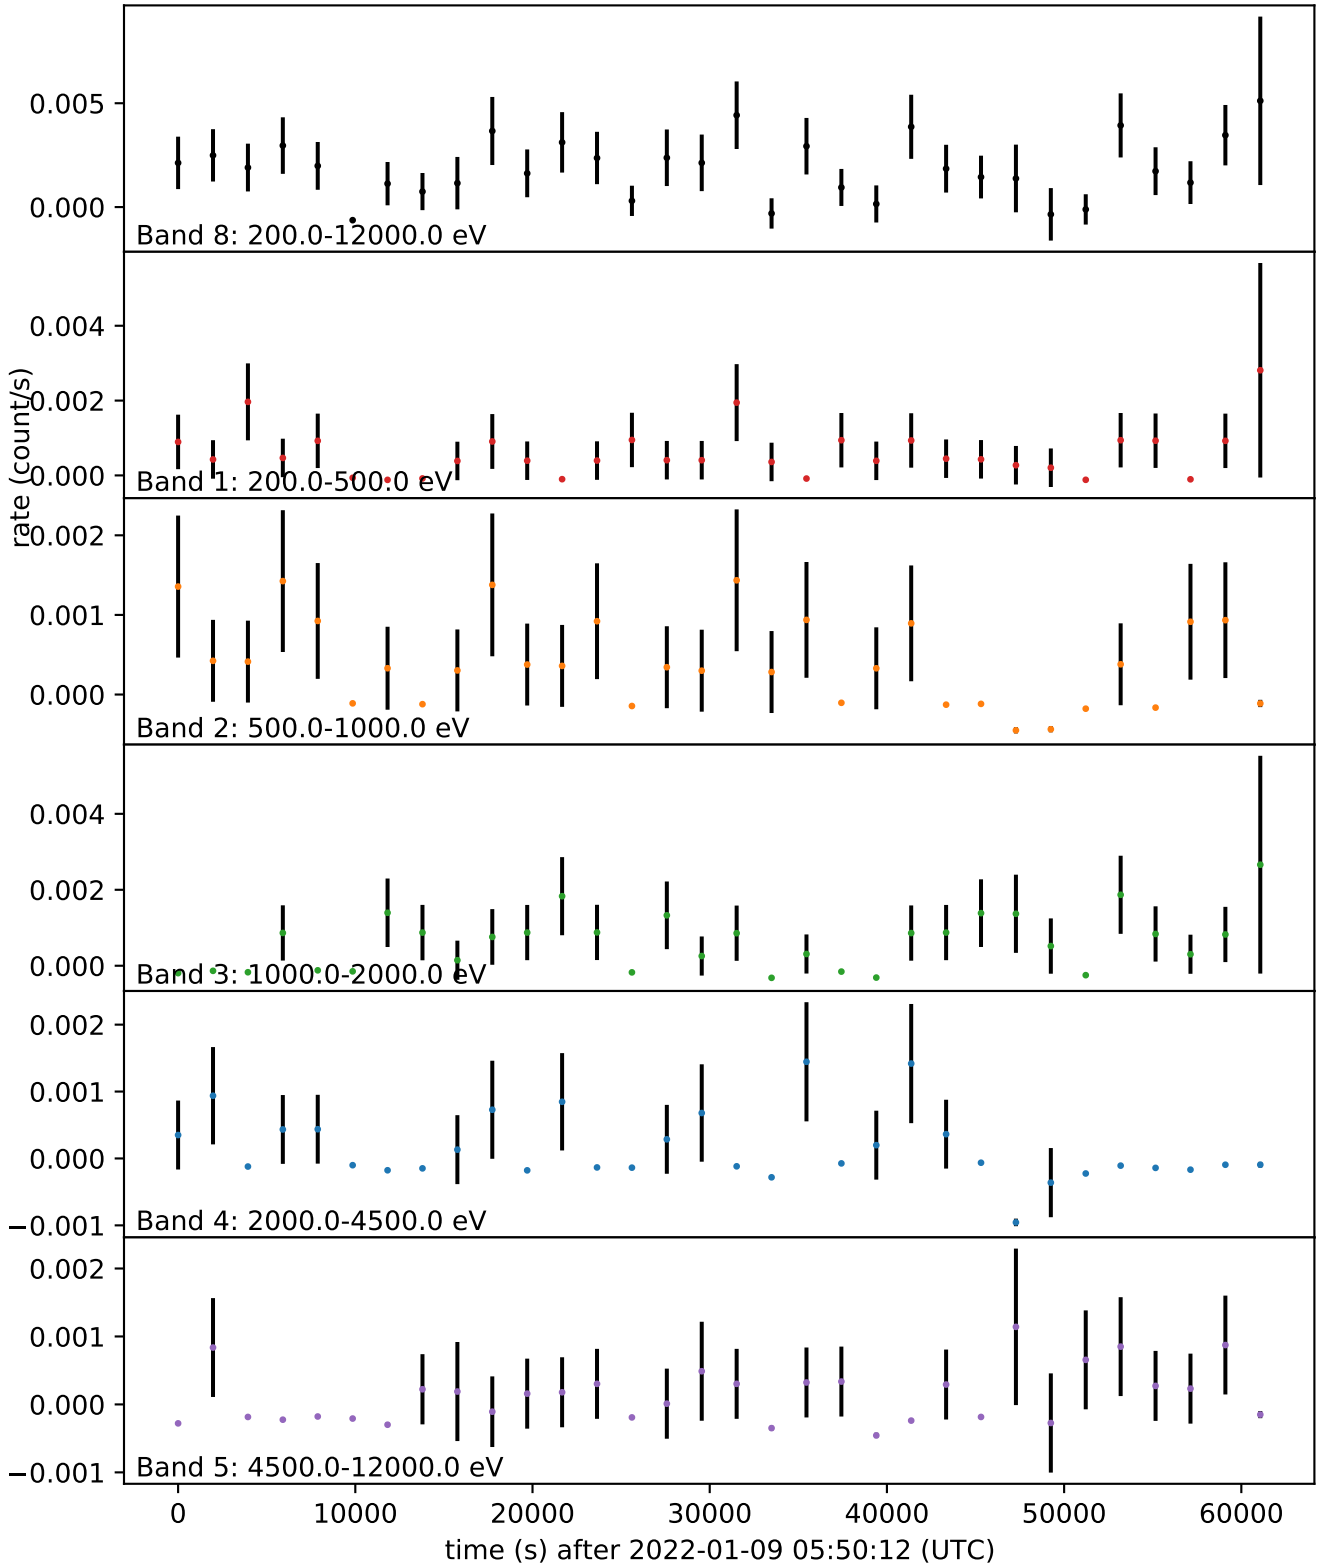 0.005
0.000
Band 8: 200.0-12000.0 eV
0.004
0.002
0.000
Band 1: 200.0-500.0 eV
rate (count/s)
0.002
0.001
0.000
Band 2: 500.0-1000.0 eV
0.004
0.002
0.000
Band 3: 1000.0-2000.0 eV
0.002
0.001
0.000
−0.001
Band 4: 2000.0-4500.0 eV
0.002
0.001
0.000
−0.001
Band 5: 4500.0-12000.0 eV
0 10000 20000 30000 40000 50000 60000
time (s) after 2022-01-09 05:50:12 (UTC)